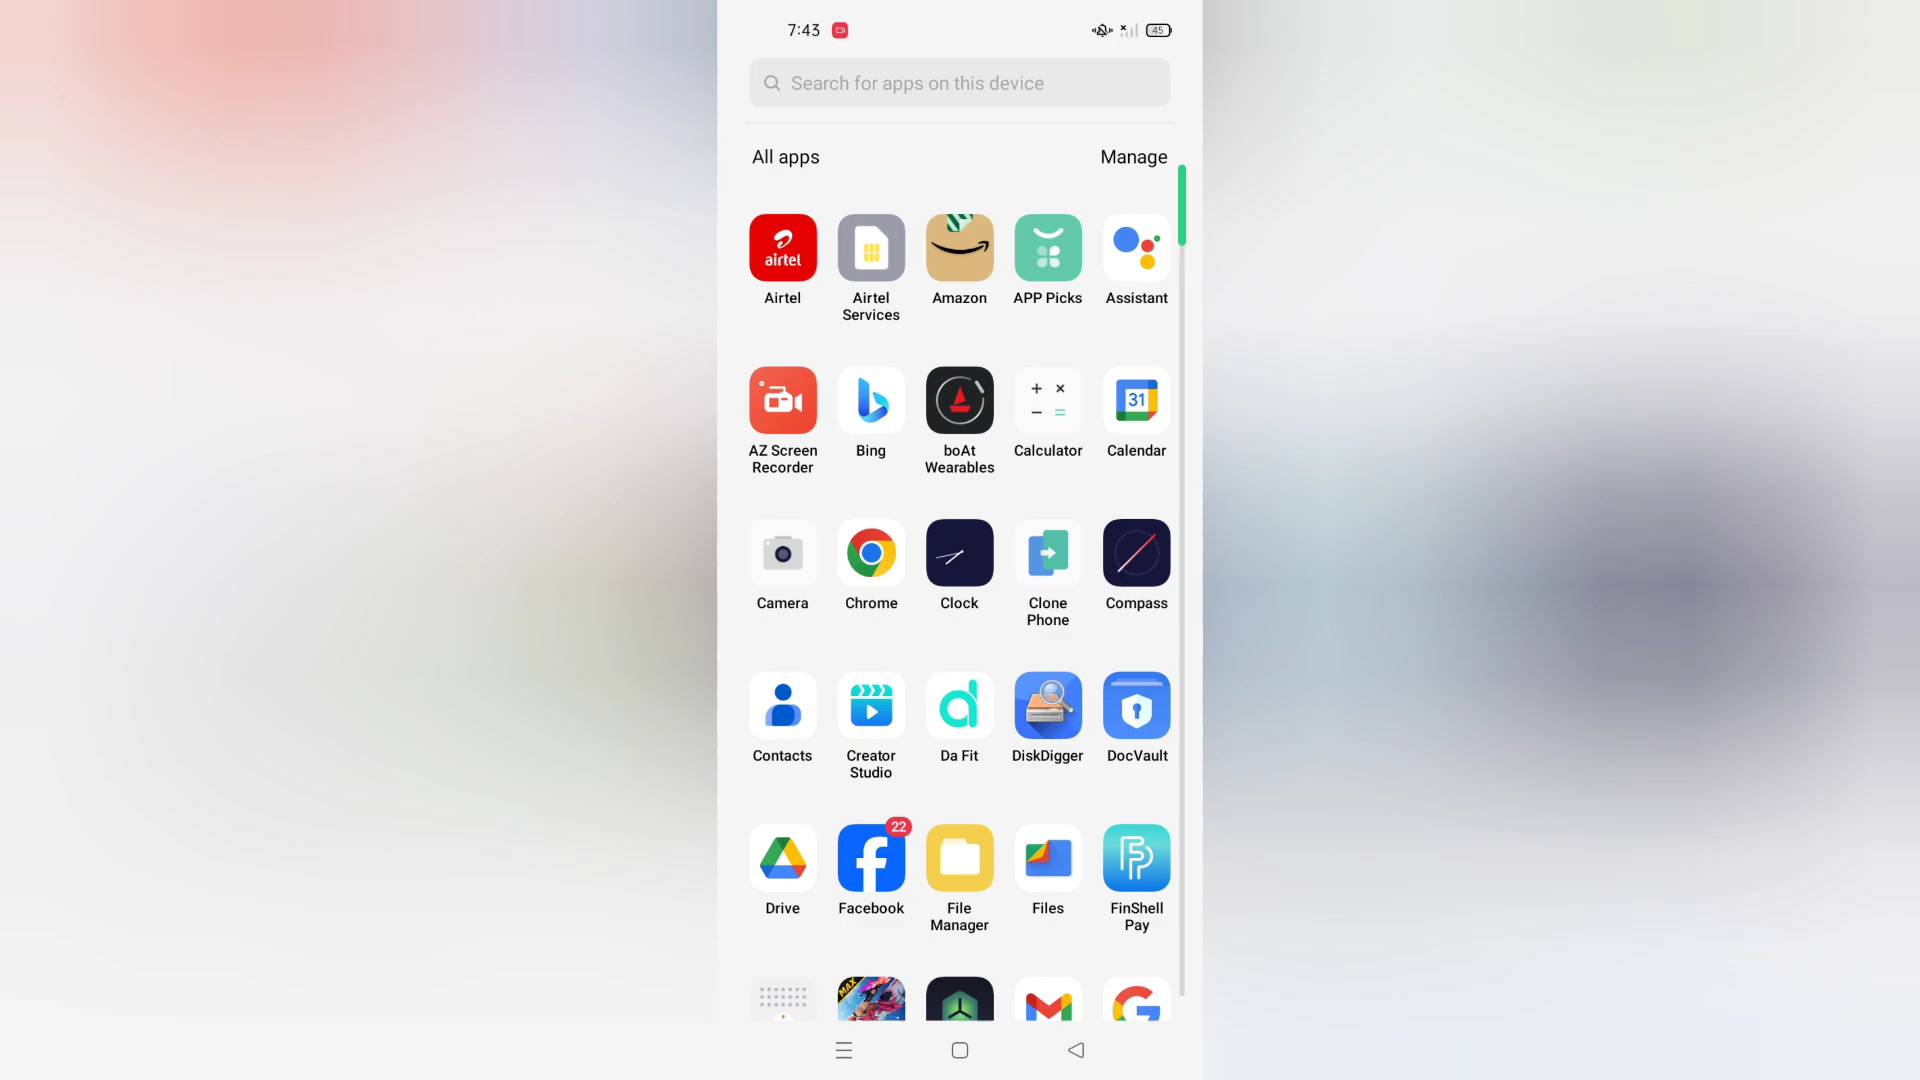 7:43
45
Search for apps on this device
All apps
Manage
airtel
Airtel
Airtel
Services
Amazon
APP Picks
Assistant
AZ Screen
Recorder
Bing
boAt
Wearables
Calculator
31
Calendar
Camera
Chrome
Clock
Clone
Phone
Compass
Contacts
Creator
Studio
Da Fit
DiskDigger
DocVault
Drive
22
Facebook
File
Manager
Files
FinShell
Pay
MAX